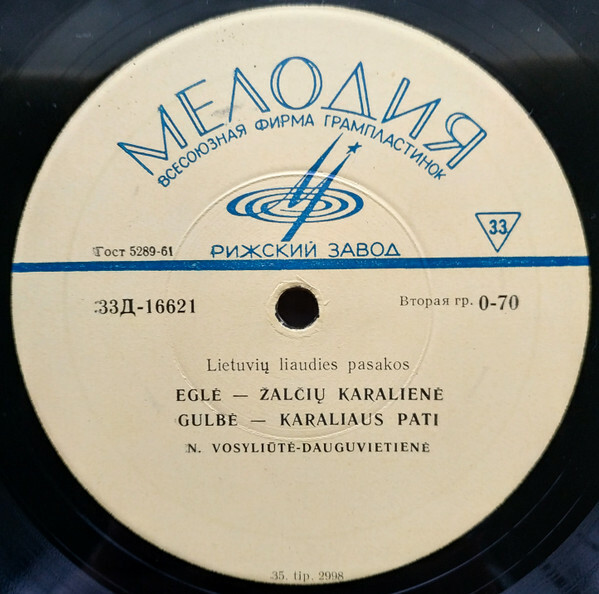 МЕЛОДИЯ
ВСЕСОЮЗНАЯ ФИРМА ГРАМПЛАСТИНОК
33
РИЖСКИЙ ЗАВОД
Гост 5289-61
33Д-16621
Вторая гр. 0-70
Lietuvių liaudies pasakos
EGLĖ — ŽALČIŲ KARALIENĖ
GULBĖ — KARALIAUS PATI
N. VOSYLIŪTĖ-DAUGUVIETIENĖ
35. tip. 2998